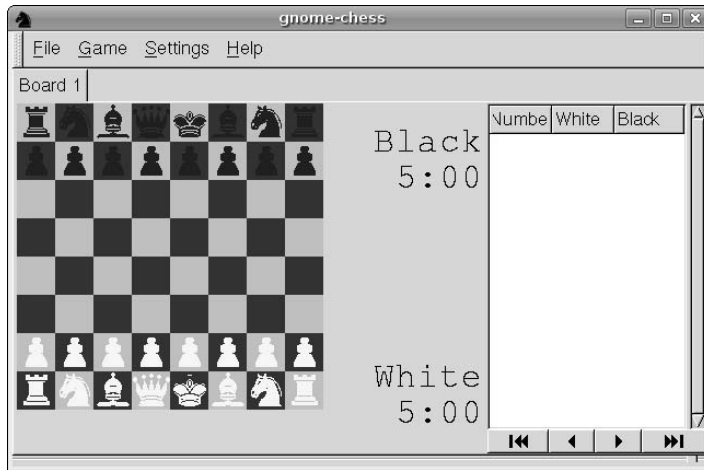 gnome-chess
File Game Settings Help
Board 1
Black
5:00
Numbe White Black
White
5:00